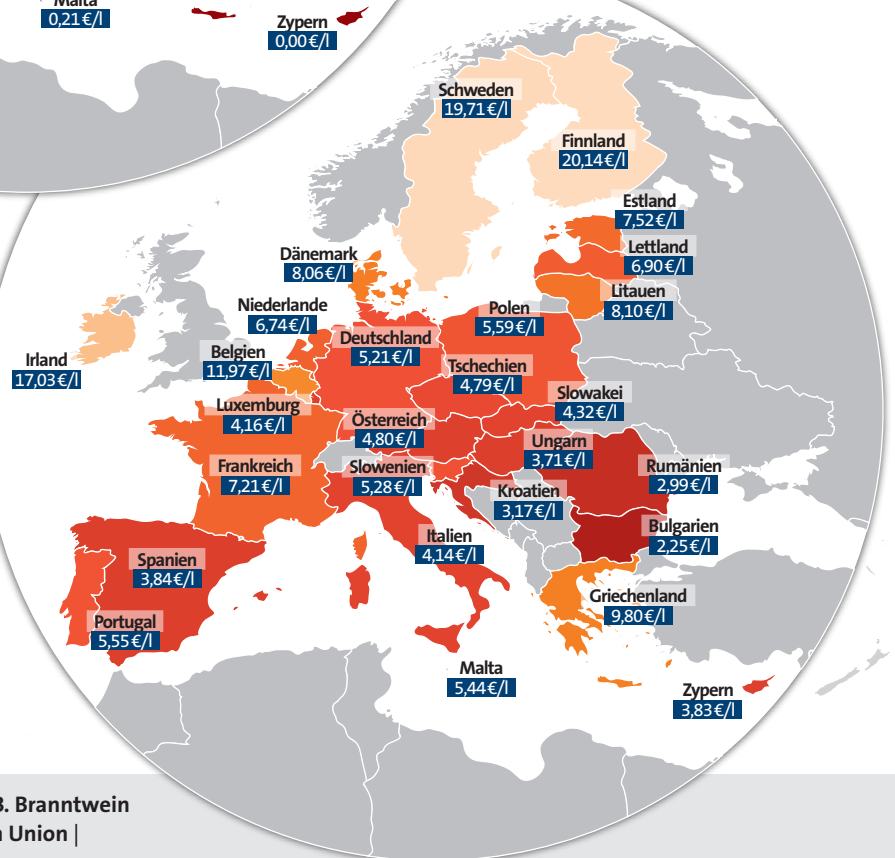 Malta
0,21 €/l
Zypern
0,00 €/l
Schweden
19,71 €/l
Finnland
20,14 €/l
Estland
7,52 €/l
Lettland
6,90 €/l
Dänemark
8,06 €/l
Litauen
8,10 €/l
Niederlande
6,74 €/l
Polen
5,59 €/l
Deutschland
5,21 €/l
Irland
17,03 €/l
Belgien
11,97 €/l
Tschechien
4,79 €/l
Slowakei
4,32 €/l
Luxemburg
4,16 €/l
Österreich
4,80 €/l
Ungarn
3,71 €/l
Frankreich
7,21 €/l
Slowenien
5,28 €/l
Rumänien
2,99 €/l
Kroatien
3,17 €/l
Bulgarien
2,25 €/l
Italien
4,14 €/l
Spanien
3,84 €/l
Griechenland
9,80 €/l
Portugal
5,55 €/l
Malta
5,44 €/l
Zypern
3,83 €/l
. Branntwein
Union |